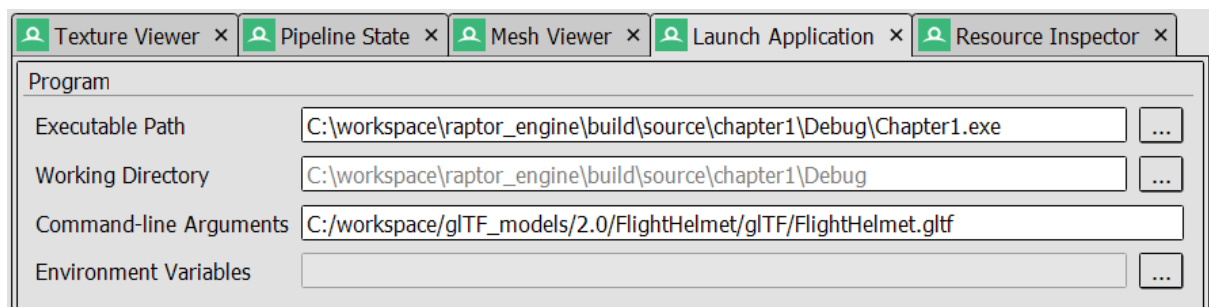 Texture Viewer × Pipeline State × Mesh Viewer × Launch Application × Resource Inspector ×
Program
Executable Path C:\workspace\raptor_engine\build\source\chapter1\Debug\Chapter1.exe ...
Working Directory C:\workspace\raptor_engine\build\source\chapter1\Debug ...
Command-line Arguments C:/workspace/glTF_models/2.0/FlightHelmet/glTF/FlightHelmet.gltf
Environment Variables ...